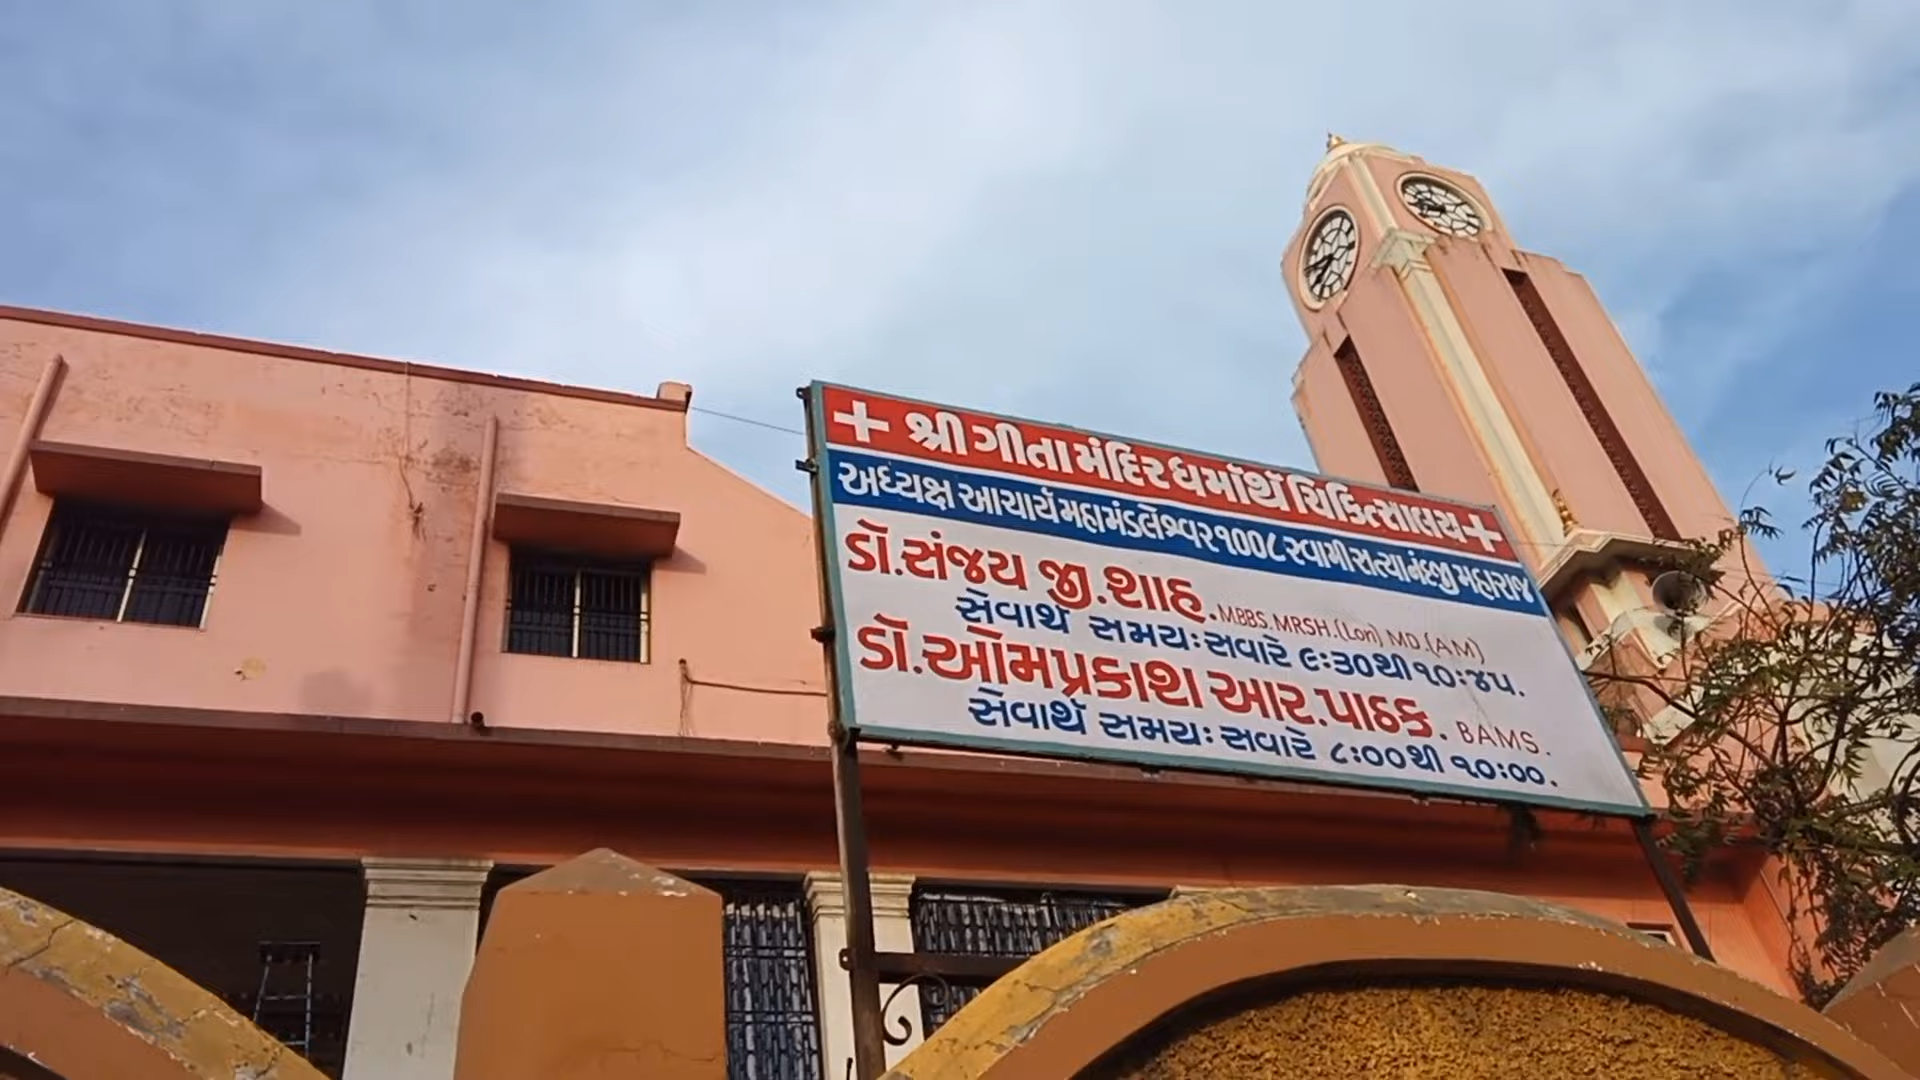 + શ્રી ગીતા મંદિર ધર્માર્થ ચિકિત્સાલય +
અધ્યક્ષ આચાર્ય મહામંડલેશ્વર ૧૦૦૮ સ્વામી સત્યાનંદજી મહારાજ
ડૉ.સંજય જી.શાહ. MBBS.MRSH.(Lon) MD.(A.M)
સેવાર્થે સમય: સવારે ૯:૩૦થી ૧૦:૪૫.
ડૉ.ઓમપ્રકાશ આર.પાઠક. BAMS.
સેવાર્થે સમય: સવારે ૮:૦૦થી ૧૦:૦૦.